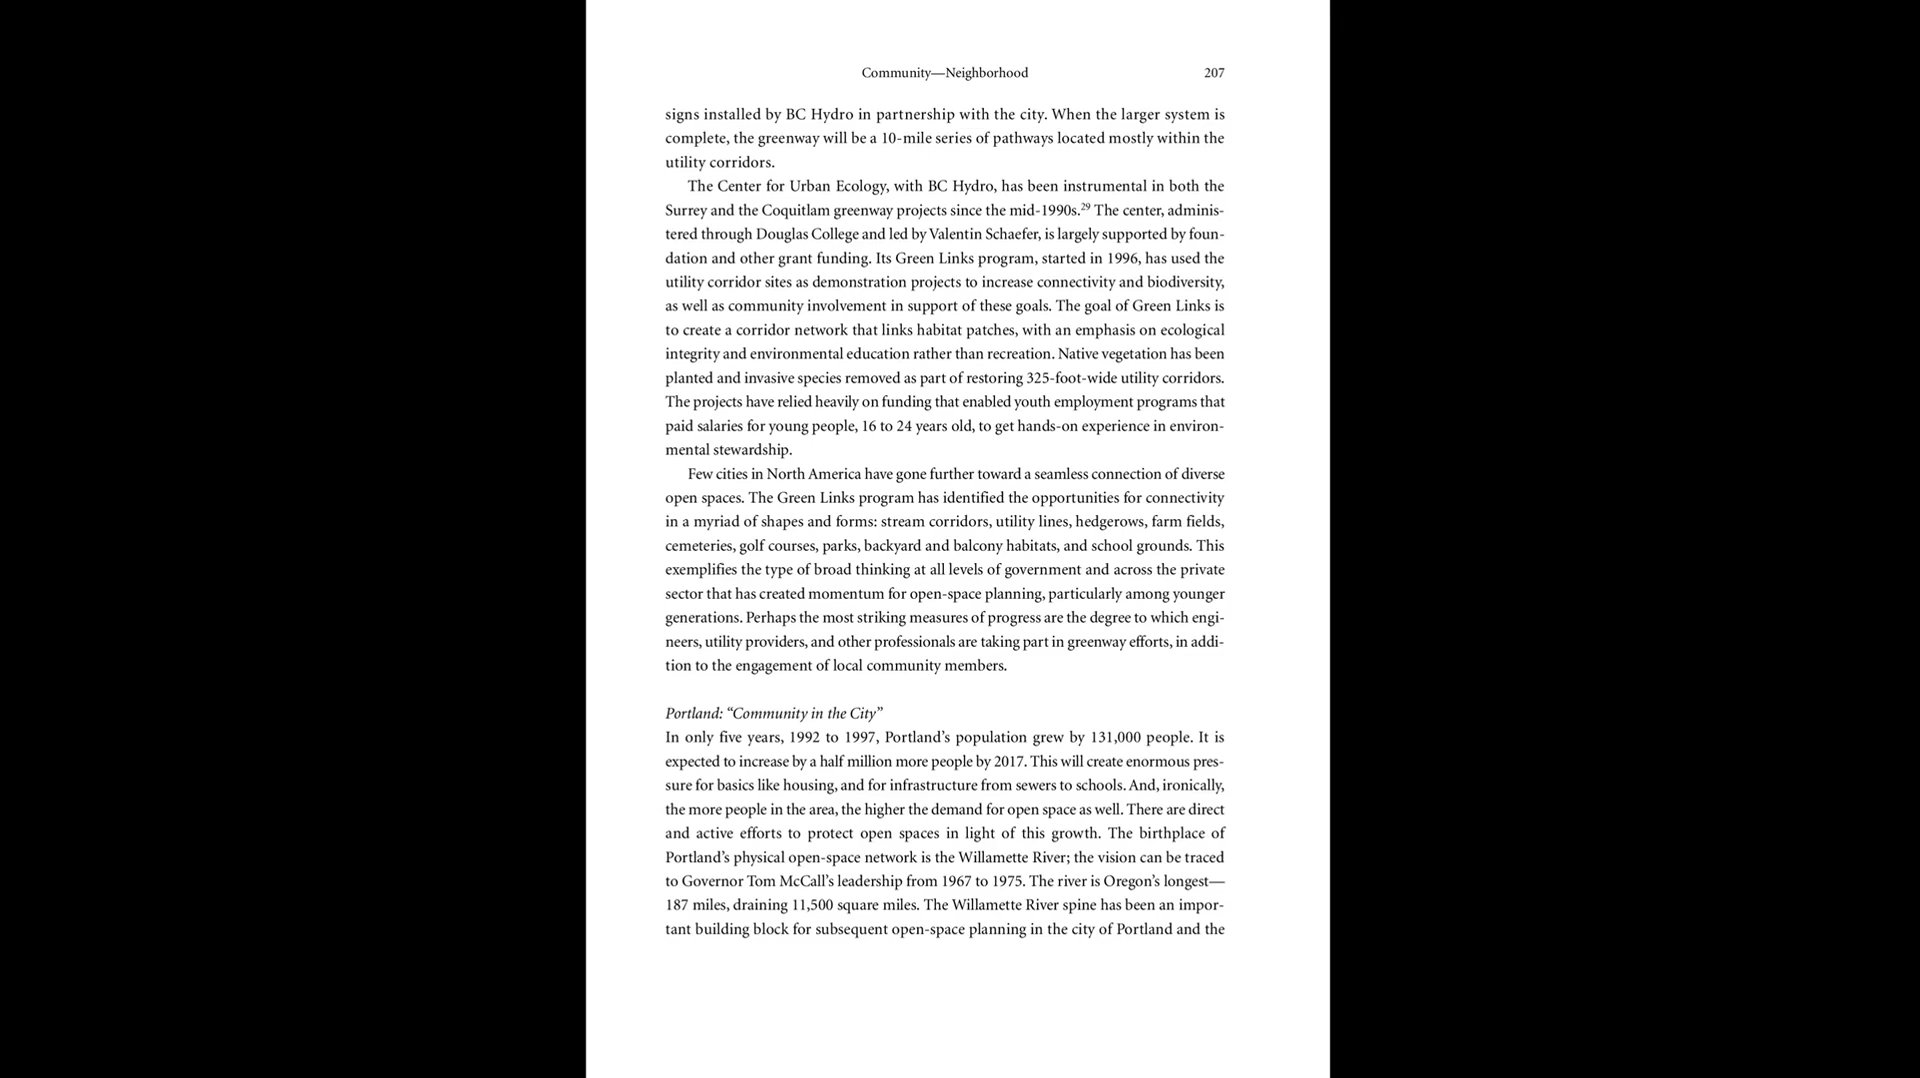 Community—Neighborhood 207
signs installed by BC Hydro in partnership with the city. When the larger system is
complete, the greenway will be a 10-mile series of pathways located mostly within the
utility corridors.
The Center for Urban Ecology, with BC Hydro, has been instrumental in both the
Surrey and the Coquitlam greenway projects since the mid-1990s.29 The center, adminis-
tered through Douglas College and led by Valentin Schaefer, is largely supported by foun-
dation and other grant funding. Its Green Links program, started in 1996, has used the
utility corridor sites as demonstration projects to increase connectivity and biodiversity,
as well as community involvement in support of these goals. The goal of Green Links is
to create a corridor network that links habitat patches, with an emphasis on ecological
integrity and environmental education rather than recreation. Native vegetation has been
planted and invasive species removed as part of restoring 325-foot-wide utility corridors.
The projects have relied heavily on funding that enabled youth employment programs that
paid salaries for young people, 16 to 24 years old, to get hands-on experience in environ-
mental stewardship.
Few cities in North America have gone further toward a seamless connection of diverse
open spaces. The Green Links program has identified the opportunities for connectivity
in a myriad of shapes and forms: stream corridors, utility lines, hedgerows, farm fields,
cemeteries, golf courses, parks, backyard and balcony habitats, and school grounds. This
exemplifies the type of broad thinking at all levels of government and across the private
sector that has created momentum for open-space planning, particularly among younger
generations. Perhaps the most striking measures of progress are the degree to which engi-
neers, utility providers, and other professionals are taking part in greenway efforts, in addi-
tion to the engagement of local community members.
Portland: “Community in the City”
In only five years, 1992 to 1997, Portland’s population grew by 131,000 people. It is
expected to increase by a half million more people by 2017. This will create enormous pres-
sure for basics like housing, and for infrastructure from sewers to schools. And, ironically,
the more people in the area, the higher the demand for open space as well. There are direct
and active efforts to protect open spaces in light of this growth. The birthplace of
Portland’s physical open-space network is the Willamette River; the vision can be traced
to Governor Tom McCall’s leadership from 1967 to 1975. The river is Oregon’s longest—
187 miles, draining 11,500 square miles. The Willamette River spine has been an impor-
tant building block for subsequent open-space planning in the city of Portland and the